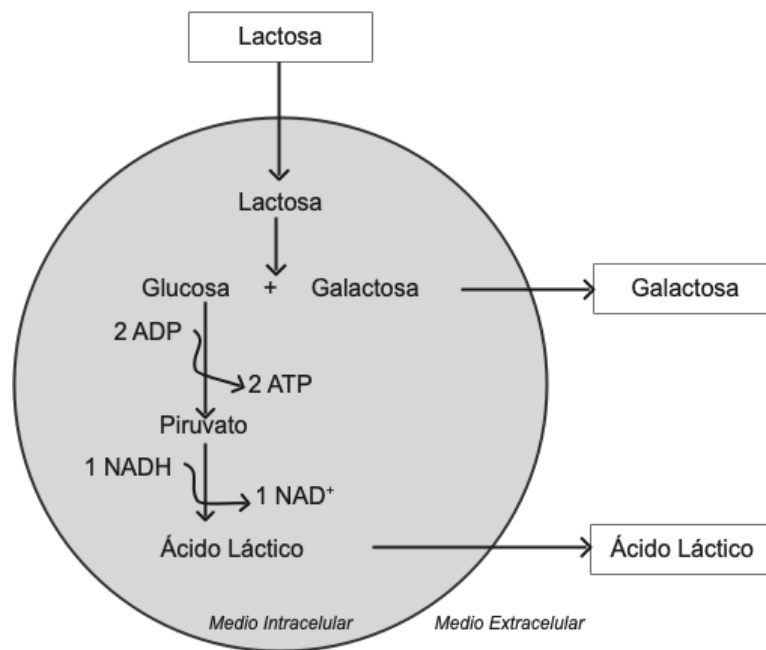 Lactosa
Lactosa
Glucosa + Galactosa
Galactosa
2 ADP
2 ATP
Piruvato
1 NADH
1 NAD⁺
Ácido Láctico
Ácido Láctico
Medio Intracelular
Medio Extracelular